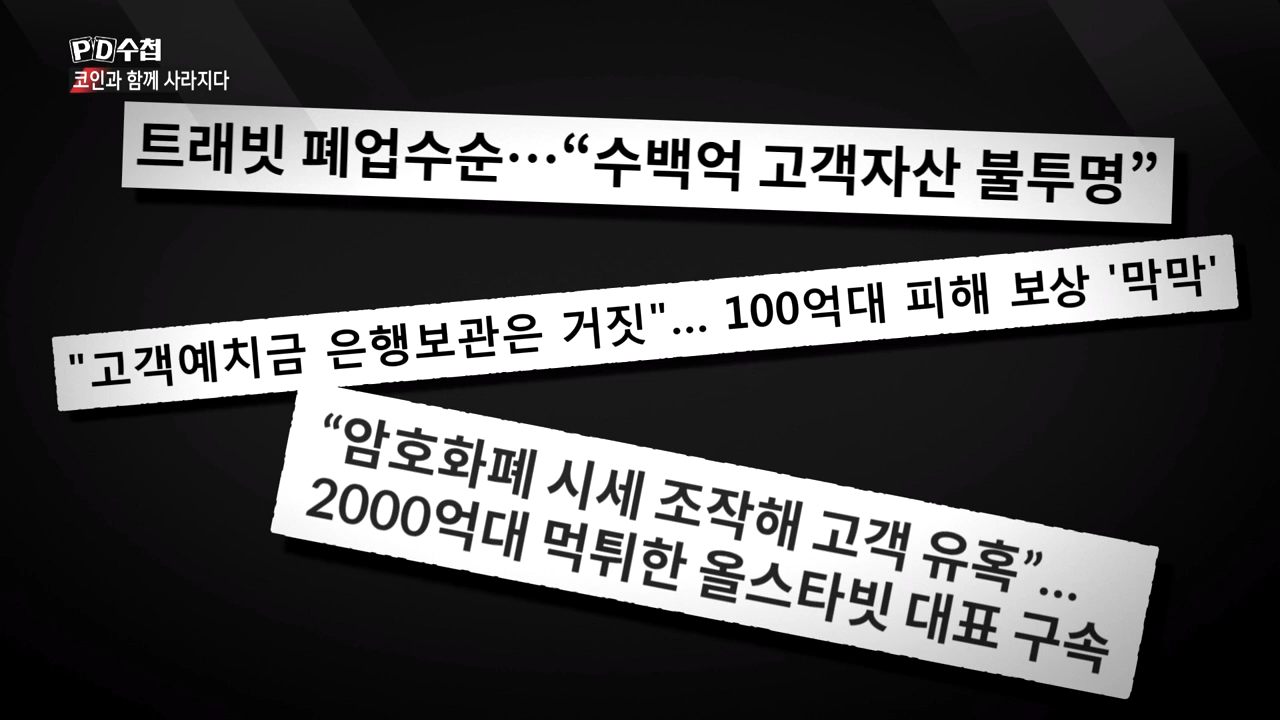 PD수첩
코인과 함께 사라지다
트래빗 폐업수순…“수백억 고객자산 불투명”
"고객예치금 은행보관은 거짓"... 100억대 피해 보상 '막막'
“암호화폐 시세 조작해 고객 유혹”...
2000억대 먹튀한 올스타빗 대표 구속